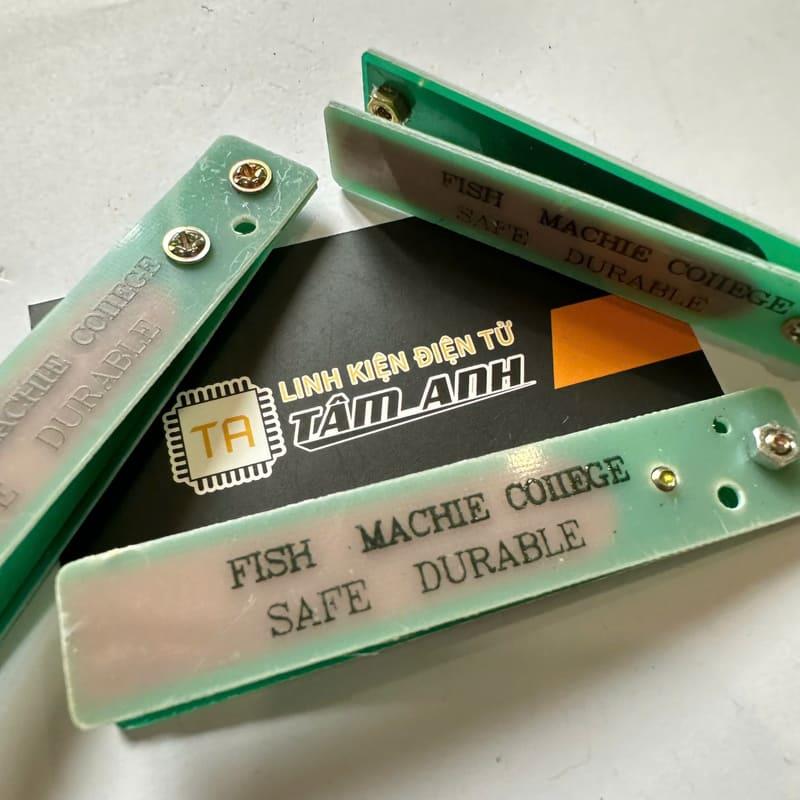 FISH MACHIE COIIEGE
SAFE DURABLE
MACHIE COIIEGE
DURABLE
LINH KIỆN ĐIỆN TỬ
TA
TÂM ANH
FISH MACHIE COIIEGE
SAFE DURABLE